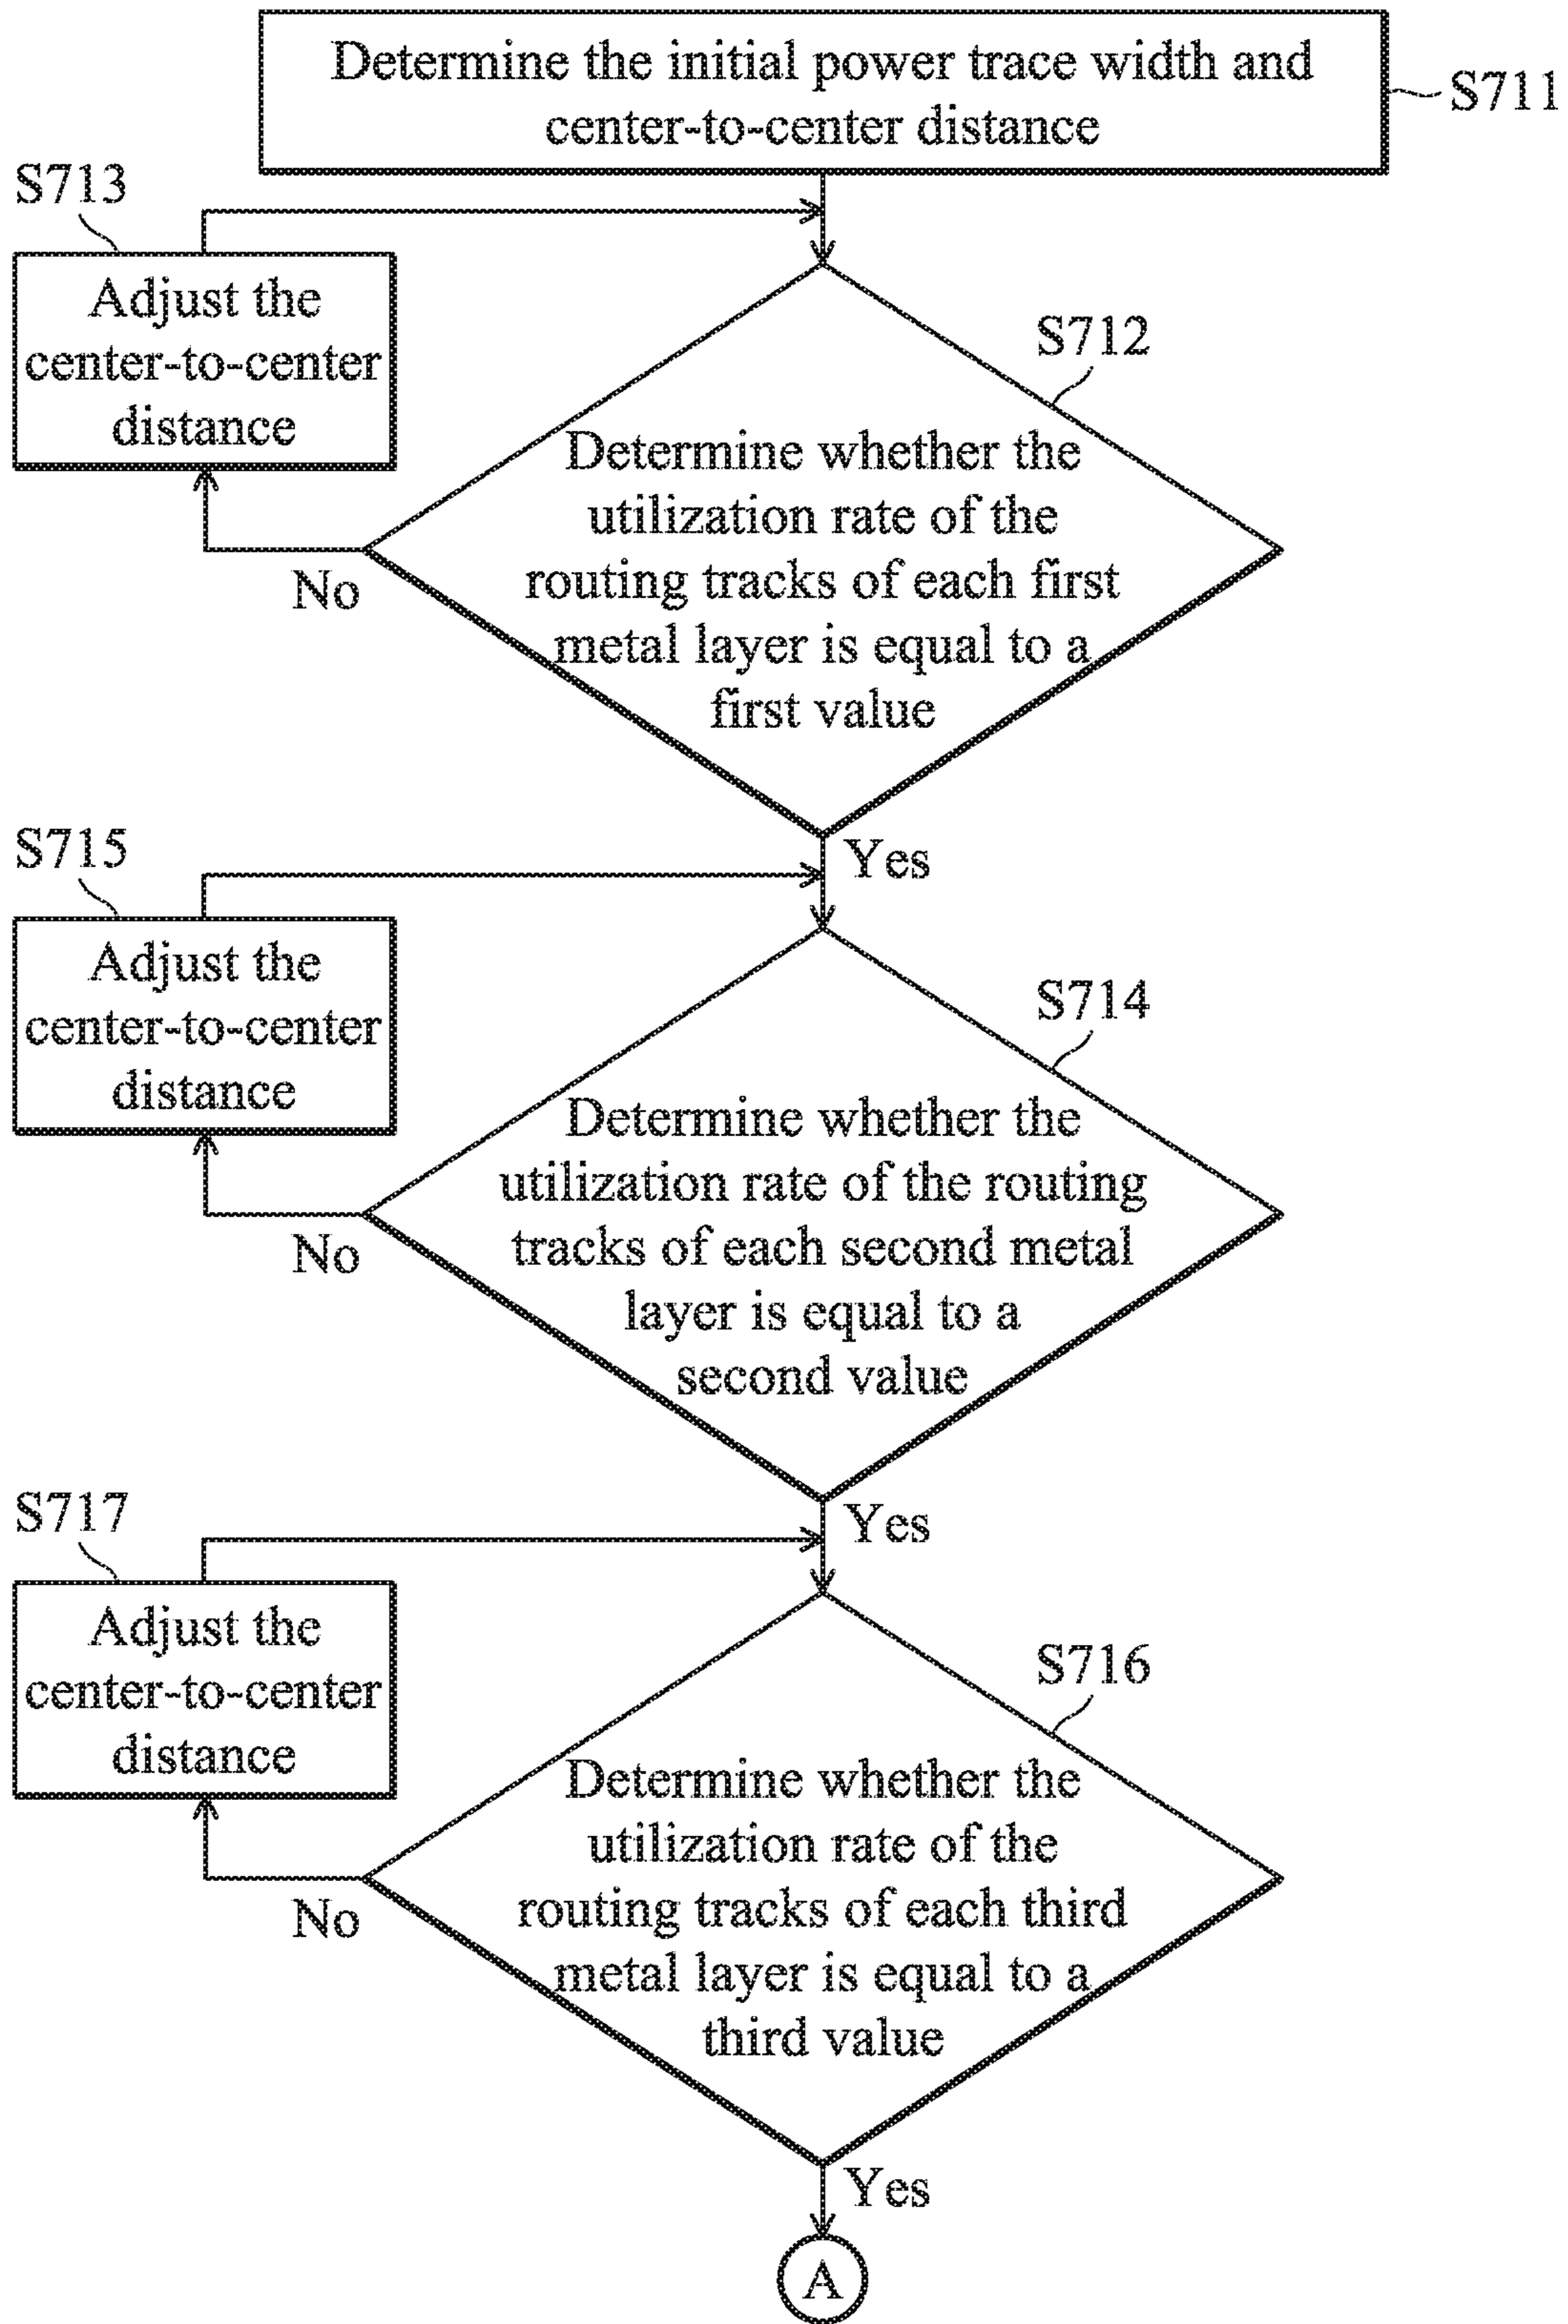 Determine the initial power trace width and
center-to-center distance
S711
S713
Adjust the
center-to-center
distance
S712
Determine whether the
utilization rate of the
routing tracks of each first
metal layer is equal to a
first value
No
Yes
S715
Adjust the
center-to-center
distance
S714
Determine whether the
utilization rate of the routing
tracks of each second metal
layer is equal to a
second value
No
Yes
S717
Adjust the
center-to-center
distance
S716
Determine whether the
utilization rate of the
routing tracks of each third
metal layer is equal to a
third value
No
Yes
A